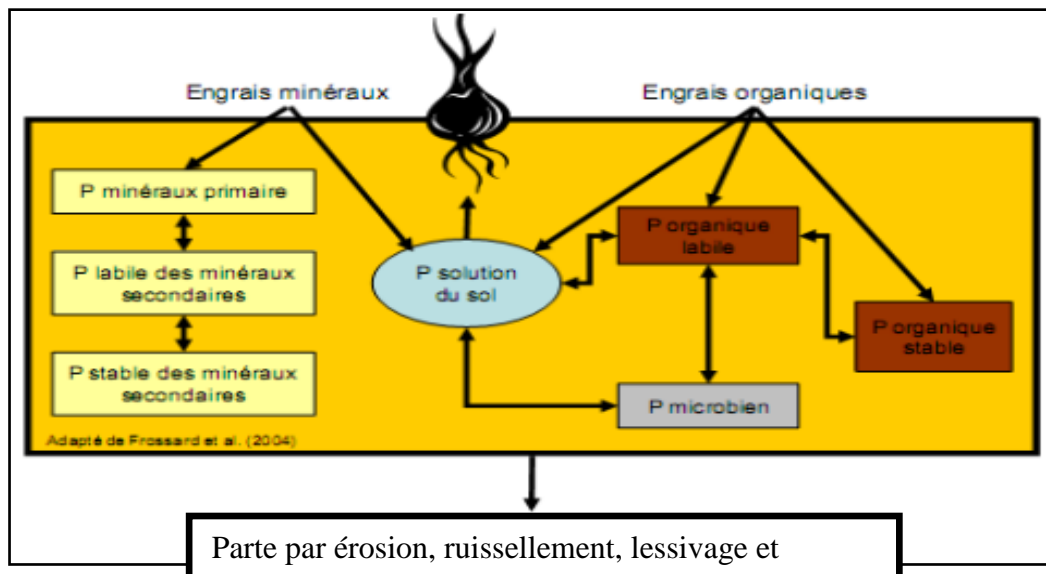 Engrais minéraux
Engrais organiques
P minéraux primaire
P labile des minéraux
secondaires
P stable des minéraux
secondaires
P solution
du sol
P organique
labile
P organique
stable
P microbien
Adapté de Frossard et al. (2004)
Parte par érosion, ruissellement, lessivage et